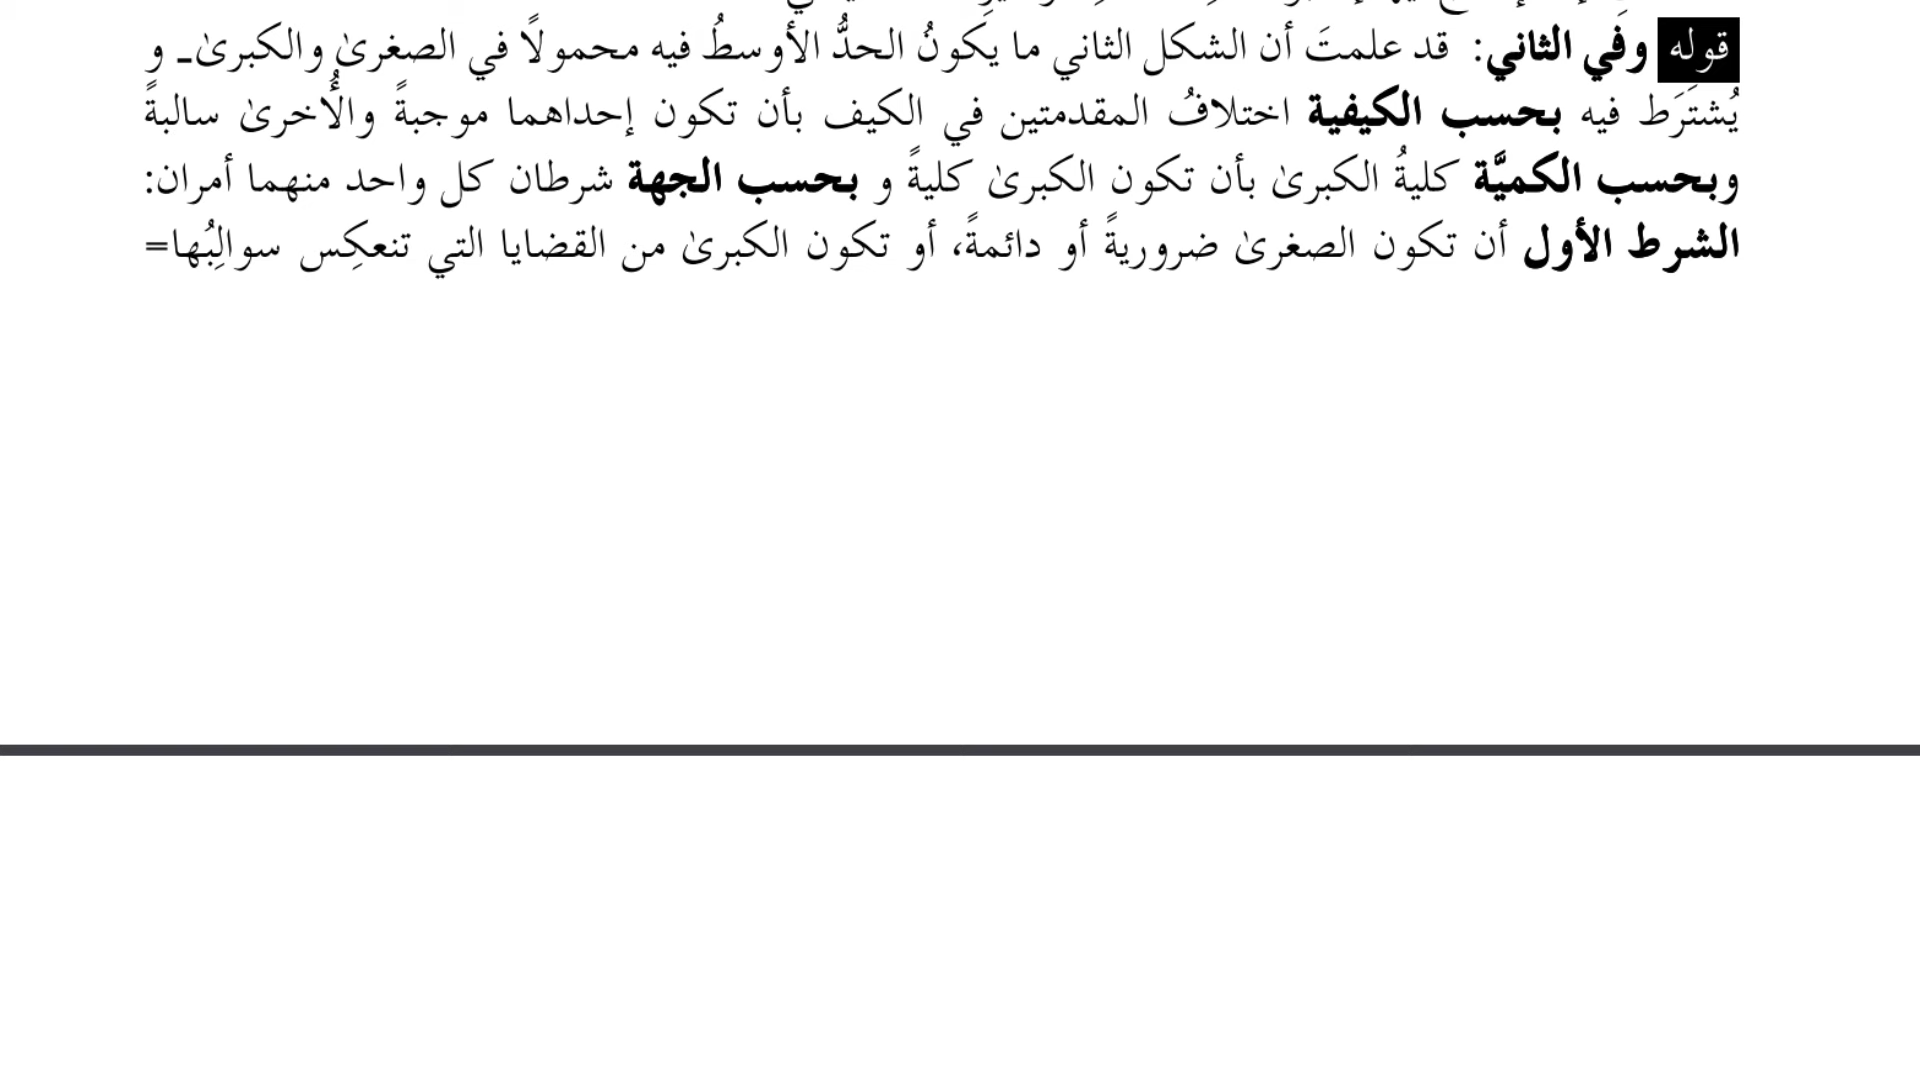 قوله وفي الثاني: قد علمتَ أن الشكل الثاني ما يكونُ الحدُّ الأوسطُ فيه محمولًا في الصغرىٰ والكبرىٰـ و
يُشتَرَط فيه بحسب الكيفية اختلافُ المقدمتين في الكيف بأن تكون إحداهما موجبةً والأُخرىٰ سالبةً
وبحسب الكميَّة كليةُ الكبرىٰ بأن تكون الكبرىٰ كليةً و بحسب الجهة شرطان كل واحد منهما أمران:
الشرط الأول أن تكون الصغرىٰ ضروريةً أو دائمةً، أو تكون الكبرىٰ من القضايا التي تنعكِس سوالِبُها=